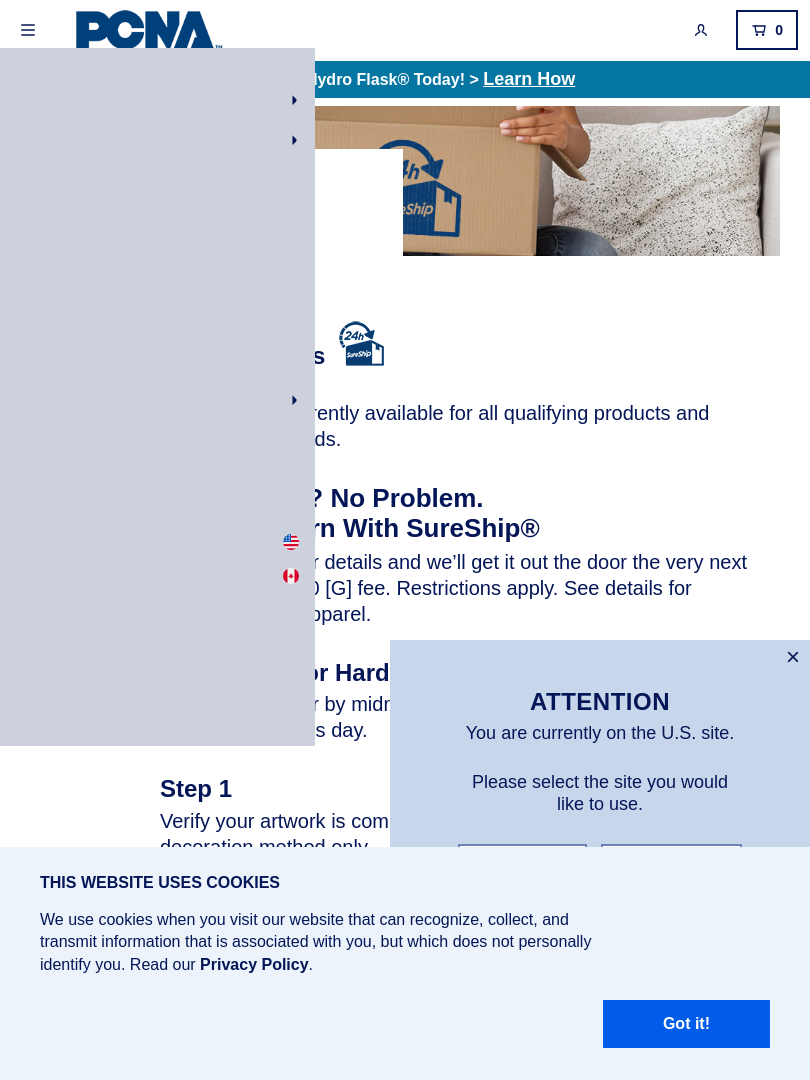 PCNA™
0
Hydro Flask® Today! > Learn How
24h
SureShip
s
24h
SureShip
rently available for all qualifying products and
ds.
? No Problem.
rn With SureShip®
r details and we’ll get it out the door the very next
0 [G] fee. Restrictions apply. See details for
pparel.
or Hard
r by midn
s day.
ATTENTION
You are currently on the U.S. site.
Please select the site you would
like to use.
Step 1
Verify your artwork is com
decoration method only
THIS WEBSITE USES COOKIES
We use cookies when you visit our website that can recognize, collect, and
transmit information that is associated with you, but which does not personally
identify you. Read our Privacy Policy.
Got it!